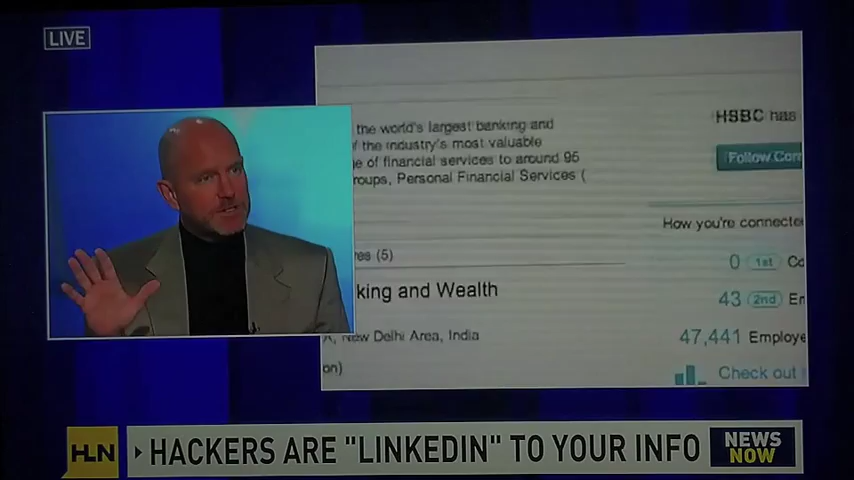 LIVE
the world's largest banking and
f the industry's most valuable
e of financial services to around 95
roups, Personal Financial Services (
HSBC has
Follow Com
How you're connecte
res (5)
0 1st Co
king and Wealth
43 2nd Em
New Delhi Area, India
47,441 Employe
on)
Check out
HLN
HACKERS ARE "LINKEDIN" TO YOUR INFO
NEWS
NOW